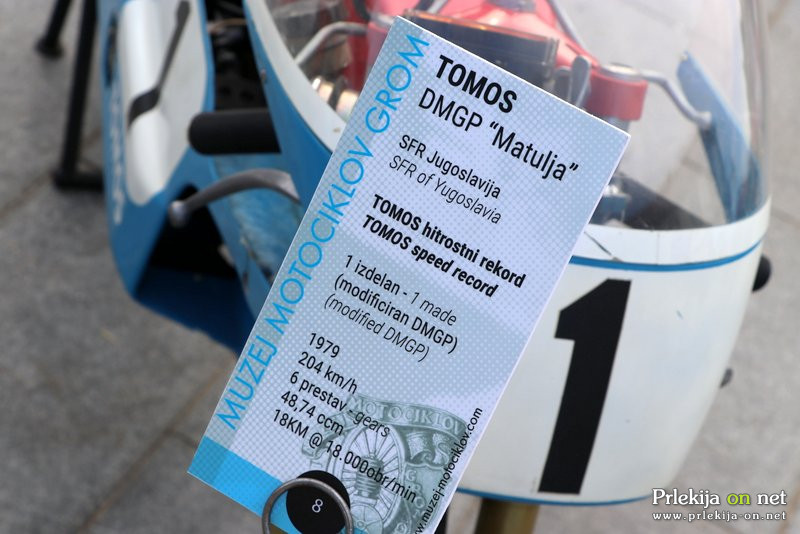 MUZEJ MOTOCIKLOV GROM
TOMOS
DMGP "Matulja"
SFR Jugoslavija
SFR of Yugoslavia
TOMOS hitrostni rekord
TOMOS speed record
1 izdelan - 1 made
(modificiran DMGP)
(modified DMGP)
1979
204 km/h
6 prestav - gears
48,74 ccm
18KM @ 18.000obr/min
MOTOCIKLOV
www.muzej-motociklov.com
8
1
Prlekija on net
www.prlekija-on.net